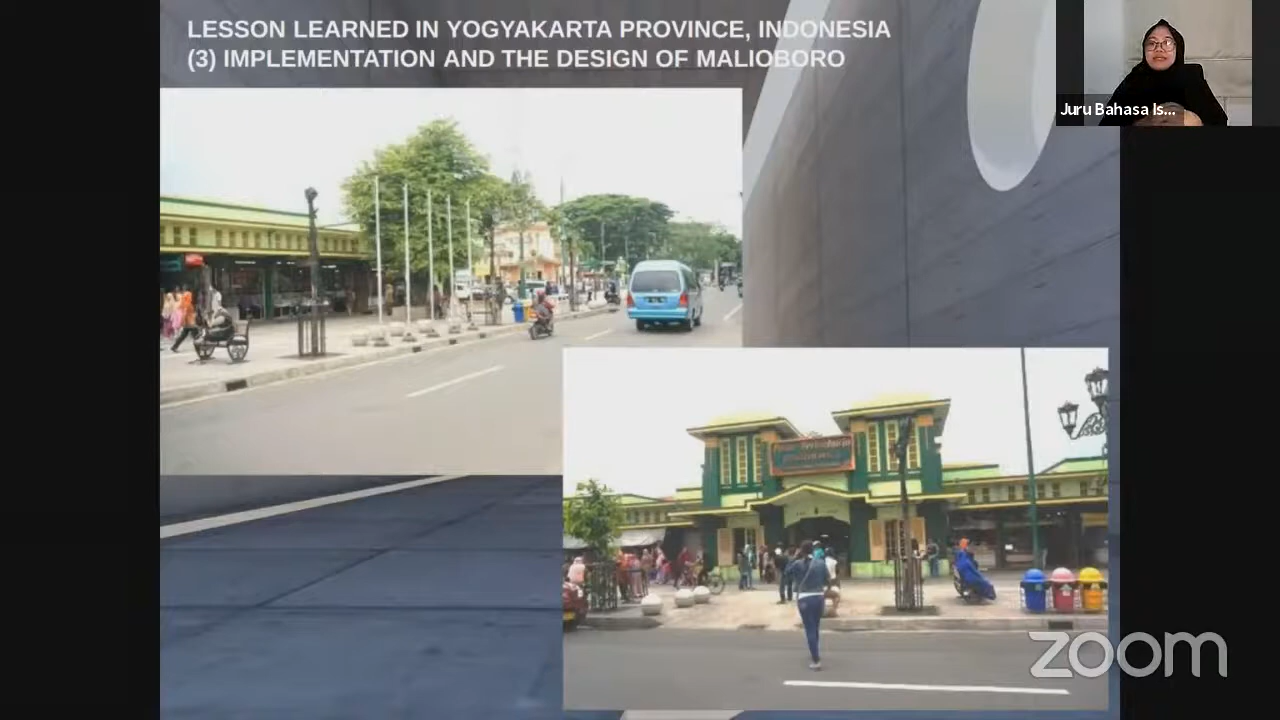 LESSON LEARNED IN YOGYAKARTA PROVINCE, INDONESIA
(3) IMPLEMENTATION AND THE DESIGN OF MALIOBORO
Juru Bahasa Is...
zoom